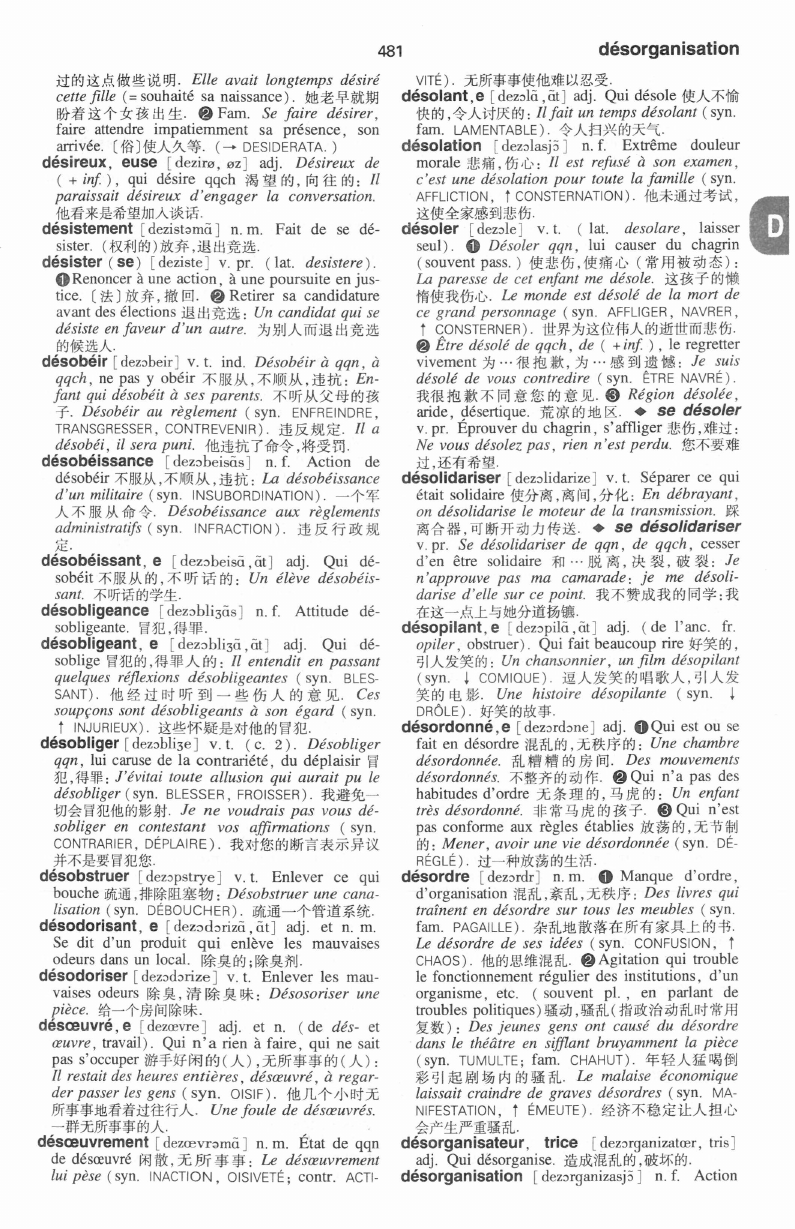 481
désorganisation
过的这点做些说明. Elle avait longtemps désiré
cette fille (= souhaité sa naissance). 她老早就期
盼着这个女孩出生. ❷ Fam. Se faire désirer,
faire attendre impatiemment sa présence, son
arrivée. 〔俗〕使人久等. (→ DESIDERATA.)
désireux, euse [dezirø, øz] adj. Désireux de
( + inf.), qui désire qqch 渴望的,向往的: Il
paraissait désireux d'engager la conversation.
他看来是希望加入谈话.
désistement [dezistəmɑ̃] n. m. Fait de se dé-
sister. (权利的)放弃,退出竞选.
désister (se) [deziste] v. pr. (lat. desistere).
❶Renoncer à une action, à une poursuite en jus-
tice. 〔法〕放弃,撤回. ❷ Retirer sa candidature
avant des élections 退出竞选: Un candidat qui se
désiste en faveur d'un autre. 为别人而退出竞选
的候选人.
désobéir [dezɔbeir] v. t. ind. Désobéir à qqn, à
qqch, ne pas y obéir 不服从,不顺从,违抗: En-
fant qui désobéit à ses parents. 不听从父母的孩
子. Désobéir au règlement (syn. ENFREINDRE,
TRANSGRESSER, CONTREVENIR). 违反规定. Il a
désobéi, il sera puni. 他违抗了命令,将受罚.
désobéissance [dezɔbeisɑ̃s] n. f. Action de
désobéir 不服从,不顺从,违抗: La désobéissance
d'un militaire (syn. INSUBORDINATION). 一个军
人不服从命令. Désobéissance aux règlements
administratifs (syn. INFRACTION). 违反行政规
定.
désobéissant, e [dezɔbeisɑ̃, ɑ̃t] adj. Qui dé-
sobéit 不服从的,不听话的: Un élève désobéis-
sant. 不听话的学生.
désobligeance [dezɔbliʒɑ̃s] n. f. Attitude dé-
sobligeante. 冒犯,得罪.
désobligeant, e [dezɔbliʒɑ̃, ɑ̃t] adj. Qui dé-
soblige 冒犯的,得罪人的: Il entendit en passant
quelques réflexions désobligeantes (syn. BLES-
SANT). 他经过时听到一些伤人的意见. Ces
soupçons sont désobligeants à son égard (syn.
↑ INJURIEUX). 这些怀疑是对他的冒犯.
désobliger [dezɔbliʒe] v. t. (c. 2). Désobliger
qqn, lui caruse de la contrariété, du déplaisir 冒
犯,得罪: J'évitai toute allusion qui aurait pu le
désobliger (syn. BLESSER, FROISSER). 我避免一
切会冒犯他的影射. Je ne voudrais pas vous dé-
sobliger en contestant vos affirmations (syn.
CONTRARIER, DÉPLAIRE). 我对您的断言表示异议
并不是要冒犯您.
désobstruer [dezɔpstrye] v. t. Enlever ce qui
bouche 疏通,排除阻塞物: Désobstruer une cana-
lisation (syn. DÉBOUCHER). 疏通一个管道系统.
désodorisant, e [dezɔdɔrizɑ̃, ɑ̃t] adj. et n. m.
Se dit d'un produit qui enlève les mauvaises
odeurs dans un local. 除臭的;除臭剂.
désodoriser [dezɔdɔrize] v. t. Enlever les mau-
vaises odeurs 除臭,清除臭味: Désosoriser une
pièce. 给一个房间除味.
désœuvré, e [dezœvre] adj. et n. (de dés- et
œuvre, travail). Qui n'a rien à faire, qui ne sait
pas s'occuper 游手好闲的(人),无所事事的(人):
Il restait des heures entières, désœuvré, à regar-
der passer les gens (syn. OISIF). 他几个小时无
所事事地看着过往行人. Une foule de désœuvrés.
一群无所事事的人.
désœuvrement [dezœvrəmɑ̃] n. m. État de qqn
de désœuvré 闲散,无所事事: Le désœuvrement
lui pèse (syn. INACTION, OISIVETÉ; contr. ACTI-
VITÉ). 无所事事使他难以忍受.
désolant, e [dezɔlɑ̃, ɑ̃t] adj. Qui désole 使人不愉
快的,令人讨厌的: Il fait un temps désolant (syn.
fam. LAMENTABLE). 令人扫兴的天气.
désolation [dezɔlasjɔ̃] n. f. Extrême douleur
morale 悲痛,伤心: Il est refusé à son examen,
c'est une désolation pour toute la famille (syn.
AFFLICTION, ↑ CONSTERNATION). 他未通过考试,
这使全家感到悲伤.
désoler [dezɔle] v. t. (lat. desolare, laisser
seul). ❶ Désoler qqn, lui causer du chagrin
(souvent pass.) 使悲伤,使痛心 (常用被动态):
La paresse de cet enfant me désole. 这孩子的懒
惰使我伤心. Le monde est désolé de la mort de
ce grand personnage (syn. AFFLIGER, NAVRER,
↑ CONSTERNER). 世界为这位伟人的逝世而悲伤.
❷ Être désolé de qqch, de ( + inf.), le regretter
vivement 为…很抱歉,为…感到遗憾: Je suis
désolé de vous contredire (syn. ÊTRE NAVRÉ).
我很抱歉不同意您的意见. ❸ Région désolée,
aride, désertique. 荒凉的地区. ◆ se désoler
v. pr. Éprouver du chagrin, s'affliger 悲伤,难过:
Ne vous désolez pas, rien n'est perdu. 您不要难
过,还有希望.
désolidariser [dezɔlidarize] v. t. Séparer ce qui
était solidaire 使分离,离间,分化: En débrayant,
on désolidarise le moteur de la transmission. 踩
离合器,可断开动力传送. ◆ se désolidariser
v. pr. Se désolidariser de qqn, de qqch, cesser
d'en être solidaire 和…脱离,决裂,破裂: Je
n'approuve pas ma camarade; je me désoli-
darise d'elle sur ce point. 我不赞成我的同学;我
在这一点上与她分道扬镳.
désopilant, e [dezɔpilɑ̃, ɑ̃t] adj. (de l'anc. fr.
opiler, obstruer). Qui fait beaucoup rire 好笑的,
引人发笑的: Un chansonnier, un film désopilant
(syn. ↓ COMIQUE). 逗人发笑的唱歌人,引人发
笑的电影. Une histoire désopilante (syn. ↓
DRÔLE). 好笑的故事.
désordonné, e [dezɔrdɔne] adj. ❶Qui est ou se
fait en désordre 混乱的,无秩序的: Une chambre
désordonnée. 乱糟糟的房间. Des mouvements
désordonnés. 不整齐的动作. ❷Qui n'a pas des
habitudes d'ordre 无条理的,马虎的: Un enfant
très désordonné. 非常马虎的孩子. ❸ Qui n'est
pas conforme aux règles établies 放荡的,无节制
的: Mener, avoir une vie désordonnée (syn. DÉ-
RÉGLÉ). 过一种放荡的生活.
désordre [dezɔrdr] n. m. ❶ Manque d'ordre,
d'organisation 混乱,紊乱,无秩序: Des livres qui
traînent en désordre sur tous les meubles (syn.
fam. PAGAILLE). 杂乱地散落在所有家具上的书.
Le désordre de ses idées (syn. CONFUSION, ↑
CHAOS). 他的思维混乱. ❷Agitation qui trouble
le fonctionnement régulier des institutions, d'un
organisme, etc. (souvent pl., en parlant de
troubles politiques)骚动,骚乱(指政治动乱时常用
复数): Des jeunes gens ont causé du désordre
dans le théâtre en sifflant bruyamment la pièce
(syn. TUMULTE; fam. CHAHUT). 年轻人猛喝倒
彩引起剧场内的骚乱. Le malaise économique
laissait craindre de graves désordres (syn. MA-
NIFESTATION, ↑ ÉMEUTE). 经济不稳定让人担心
会产生严重骚乱.
désorganisateur, trice [dezɔrganizatœr, tris]
adj. Qui désorganise. 造成混乱的,破坏的.
désorganisation [dezɔrganizasjɔ̃] n. f. Action
D